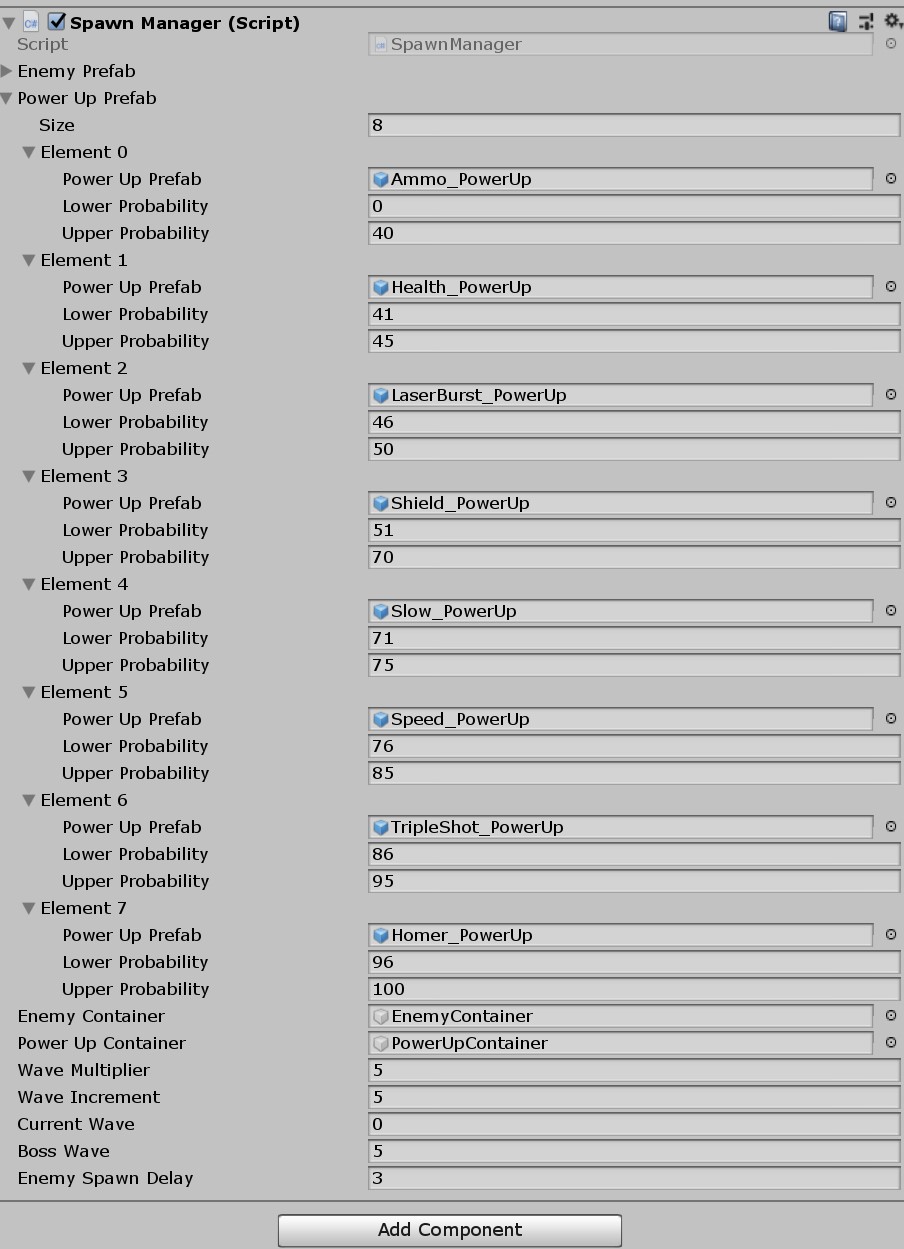 Spawn Manager (Script)
Script SpawnManager
Enemy Prefab
Power Up Prefab
Size 8
Element 0
Power Up Prefab Ammo_PowerUp
Lower Probability 0
Upper Probability 40
Element 1
Power Up Prefab Health_PowerUp
Lower Probability 41
Upper Probability 45
Element 2
Power Up Prefab LaserBurst_PowerUp
Lower Probability 46
Upper Probability 50
Element 3
Power Up Prefab Shield_PowerUp
Lower Probability 51
Upper Probability 70
Element 4
Power Up Prefab Slow_PowerUp
Lower Probability 71
Upper Probability 75
Element 5
Power Up Prefab Speed_PowerUp
Lower Probability 76
Upper Probability 85
Element 6
Power Up Prefab TripleShot_PowerUp
Lower Probability 86
Upper Probability 95
Element 7
Power Up Prefab Homer_PowerUp
Lower Probability 96
Upper Probability 100
Enemy Container EnemyContainer
Power Up Container PowerUpContainer
Wave Multiplier 5
Wave Increment 5
Current Wave 0
Boss Wave 5
Enemy Spawn Delay 3
Add Component